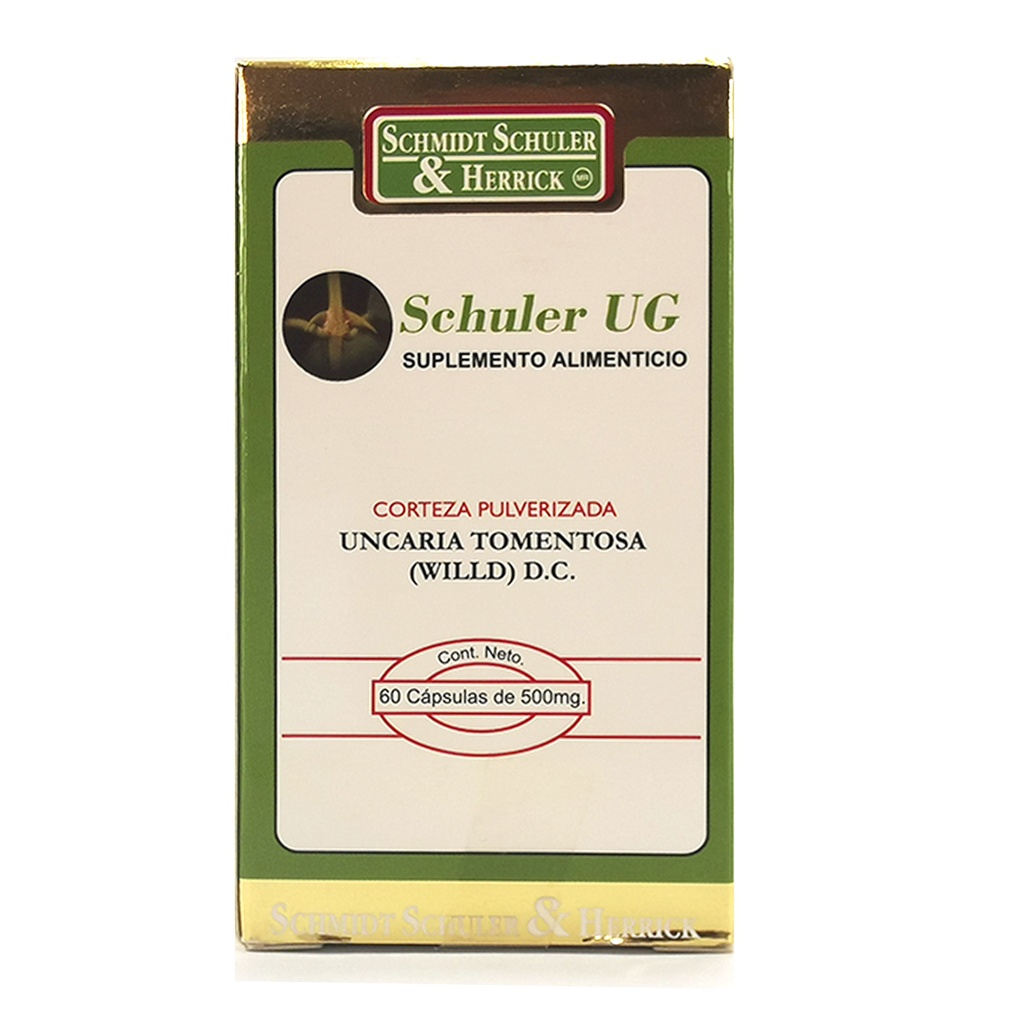 SCHMIDT SCHULER
& HERRICK MR
Schuler UG
SUPLEMENTO ALIMENTICIO
CORTEZA PULVERIZADA
UNCARIA TOMENTOSA
(WILLD) D.C.
Cont. Neto.
60 Cápsulas de 500mg.
SCHMIDT SCHULER & HERRICK